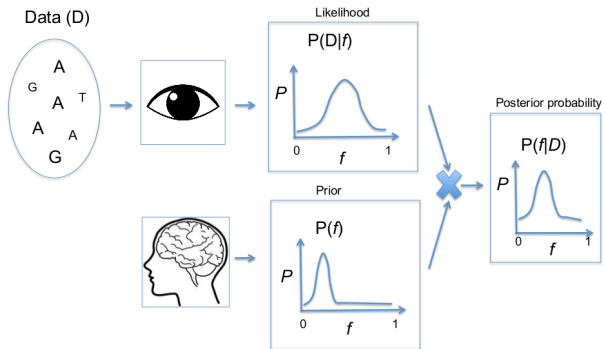 Data (D)
A
G
A
T
A
A
G
Likelihood
P(D|f)
P
0
1
f
Prior
P(f)
P
0
1
f
Posterior probability
P(f|D)
P
0
1
f